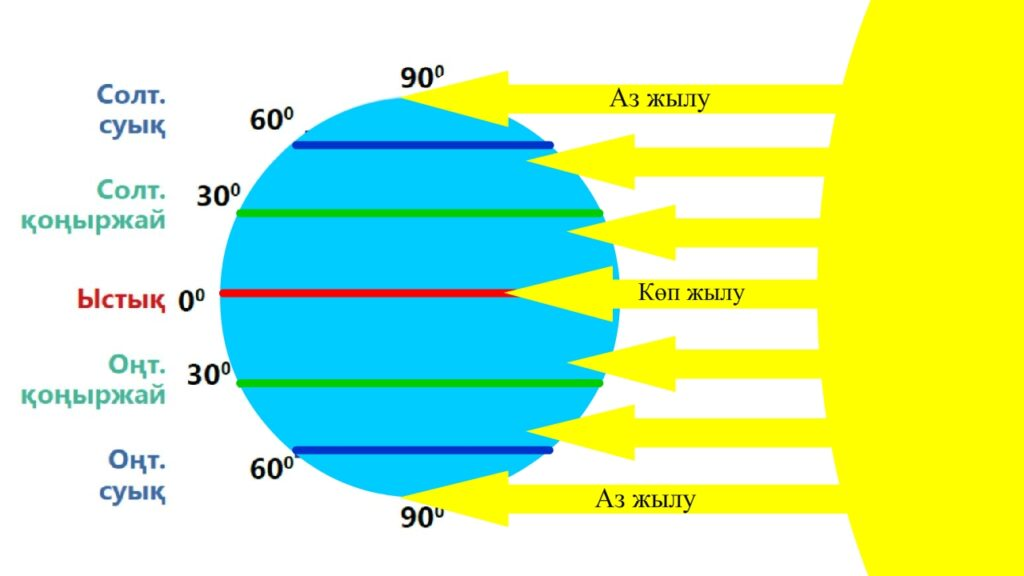 90⁰
Аз жылу
Солт.
суық
60⁰
Солт.
қоңыржай
30⁰
Ыстық
0⁰
Көп жылу
Оңт.
қоңыржай
30⁰
Оңт.
суық
60⁰
Аз жылу
90⁰